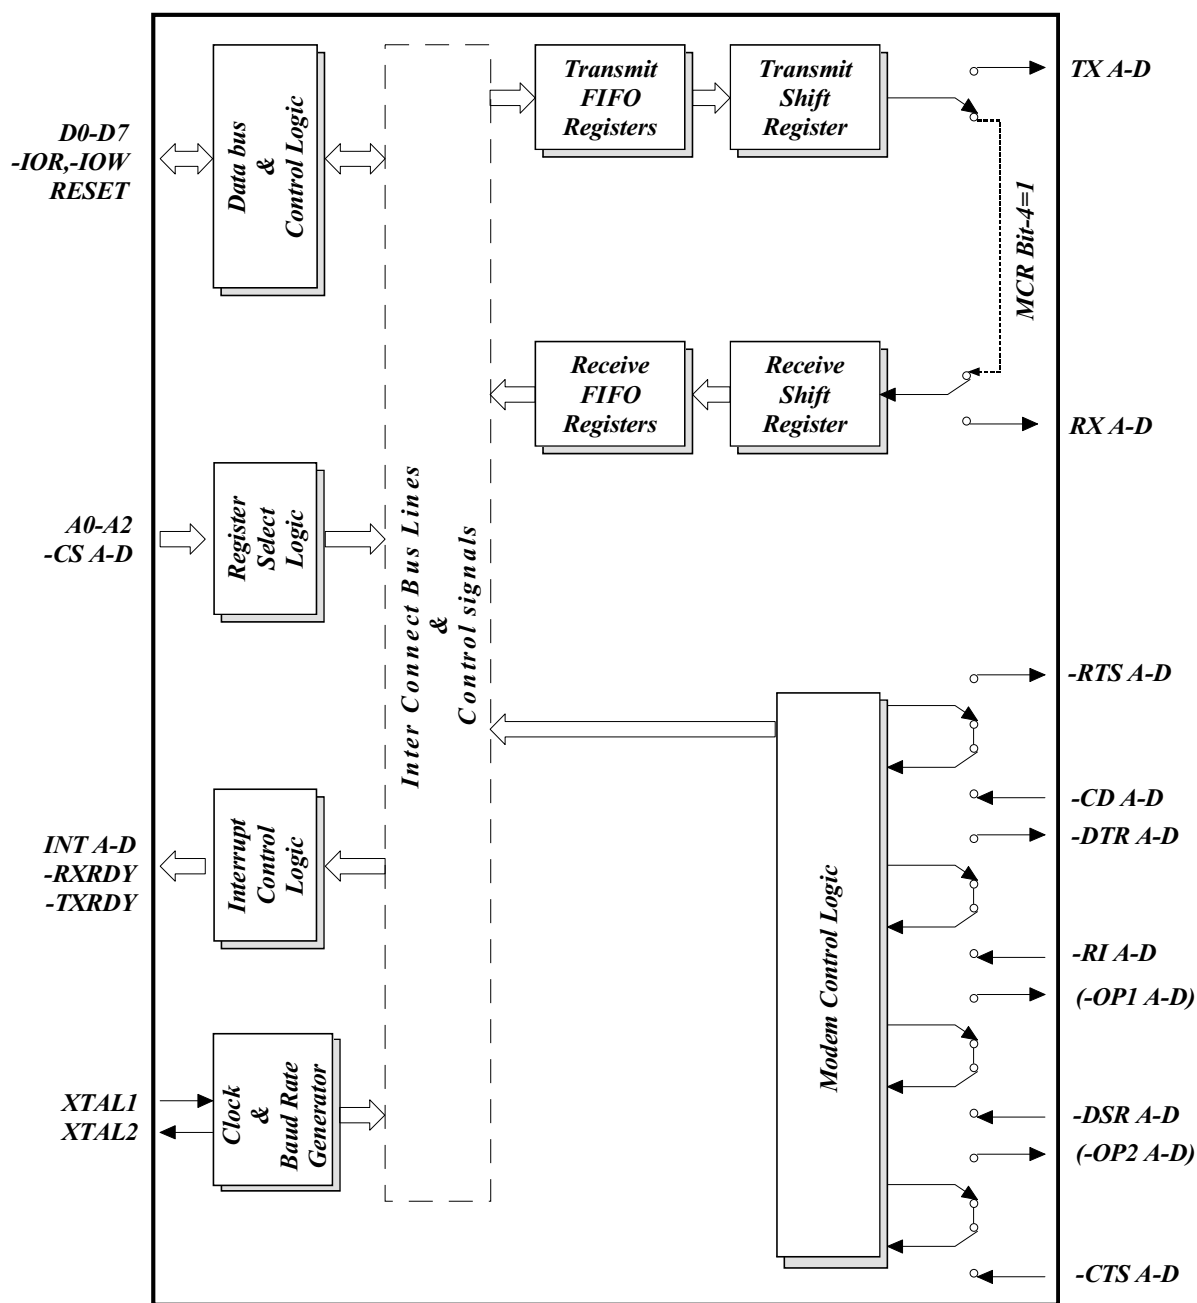 D0-D7
-IOR,-IOW
RESET
Data bus
&
Control Logic
A0-A2
-CS A-D
Register
Select
Logic
INT A-D
-RXRDY
-TXRDY
Interrupt
Control
Logic
XTAL1
XTAL2
Clock
&
Baud Rate
Generator
Inter Connect Bus Lines
&
Control signals
Transmit
FIFO
Registers
Transmit
Shift
Register
TX A-D
MCR Bit-4=1
Receive
FIFO
Registers
Receive
Shift
Register
RX A-D
Modem Control Logic
-RTS A-D
-CD A-D
-DTR A-D
-RI A-D
(-OP1 A-D)
-DSR A-D
(-OP2 A-D)
-CTS A-D